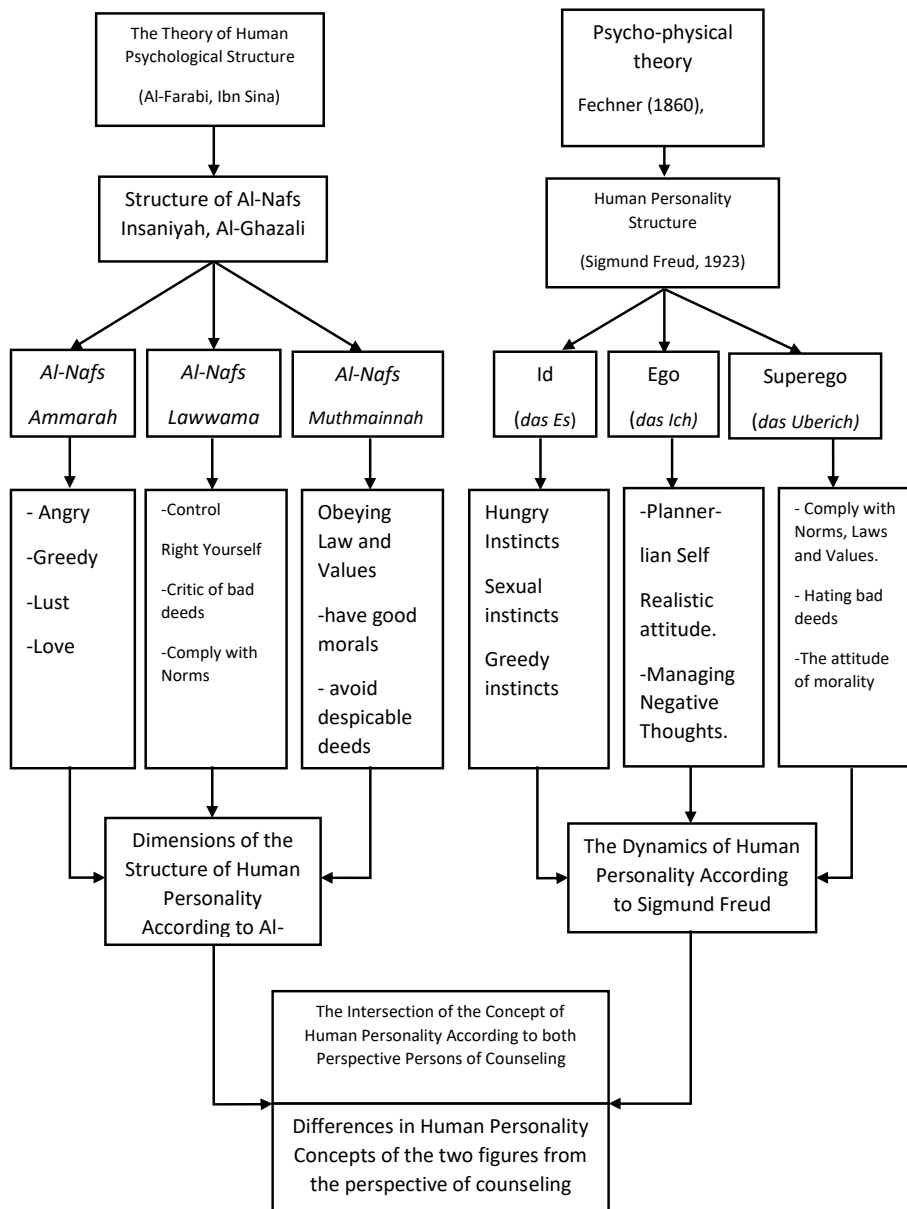 The Theory of Human
Psychological Structure
(Al-Farabi, Ibn Sina)
Structure of Al-Nafs
Insaniyah, Al-Ghazali
Al-Nafs
Ammarah
Al-Nafs
Lawwama
Al-Nafs
Muthmainnah
- Angry
-Greedy
-Lust
-Love
-Control
Right Yourself
-Critic of bad
deeds
-Comply with
Norms
Obeying
Law and
Values
-have good
morals
- avoid
despicable
deeds
Dimensions of the
Structure of Human
Personality
According to Al-
Psycho-physical
theory
Fechner (1860),
Human Personality
Structure
(Sigmund Freud, 1923)
Id
(das Es)
Ego
(das Ich)
Superego
(das Uberich)
Hungry
Instincts
Sexual
instincts
Greedy
instincts
-Planner-
lian Self
Realistic
attitude.
-Managing
Negative
Thoughts.
- Comply with
Norms, Laws
and Values.
- Hating bad
deeds
-The attitude
of morality
The Dynamics of Human
Personality According
to Sigmund Freud
The Intersection of the Concept of
Human Personality According to both
Perspective Persons of Counseling
Differences in Human Personality
Concepts of the two figures from
the perspective of counseling